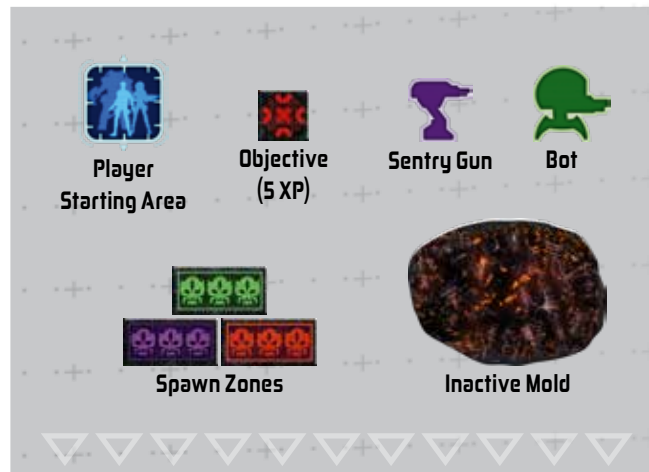 Player
Starting Area
Objective
(5 XP)
Sentry Gun
Bot
Spawn Zones
Inactive Mold